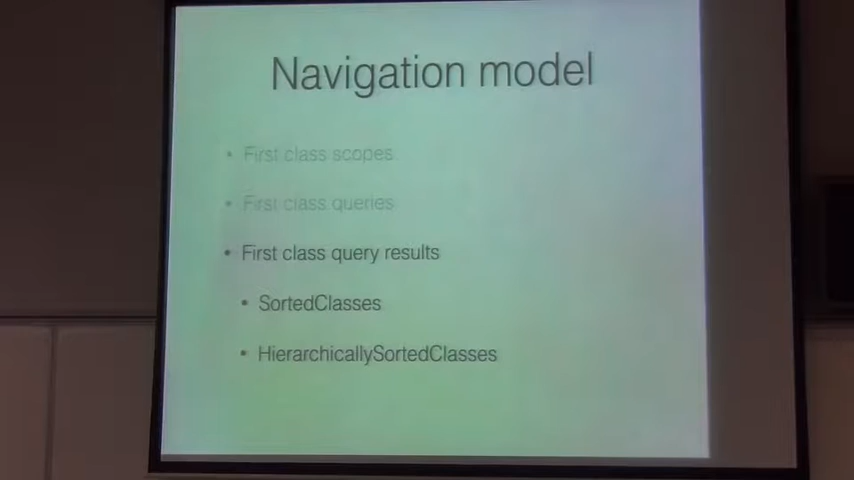 Navigation model
• First class scopes
• First class queries
• First class query results
• SortedClasses
• HierarchicallySortedClasses